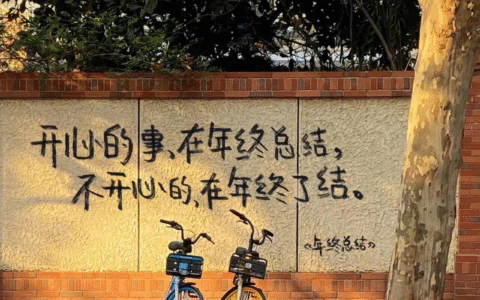 开心的事、在年终总结，
不开心的、在年终了结。
《年终总结》